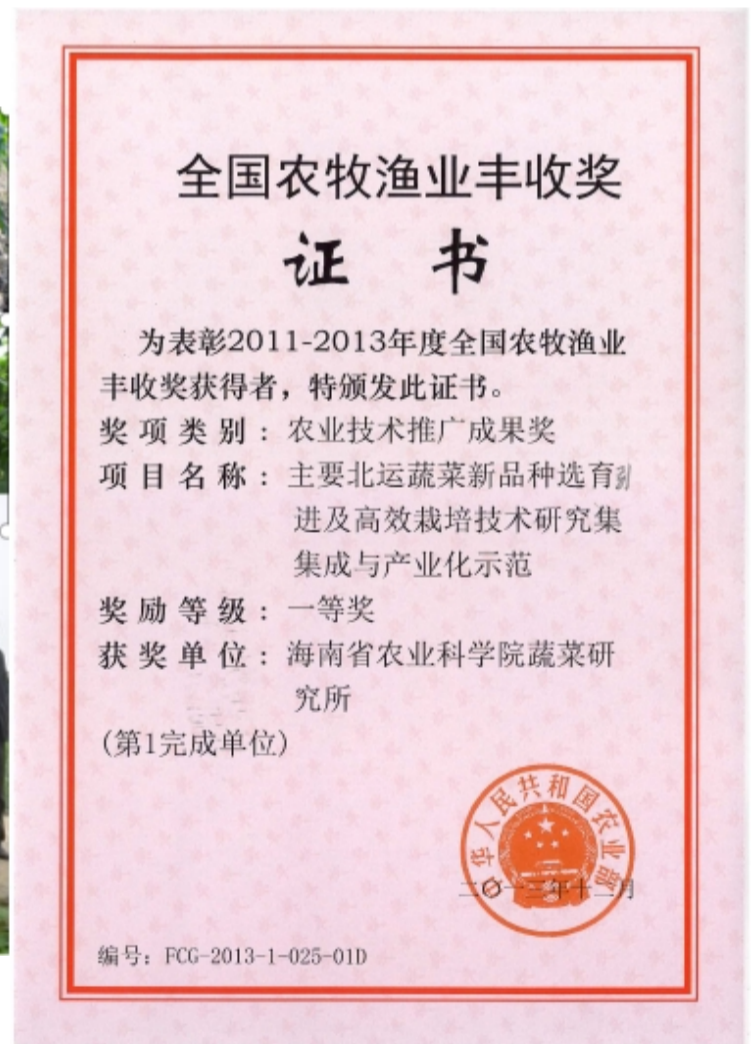 全国农牧渔业丰收奖
证 书
为表彰2011-2013年度全国农牧渔业
丰收奖获得者，特颁发此证书。
奖项类别：农业技术推广成果奖
项目名称：主要北运蔬菜新品种选育引
进及高效栽培技术研究集
集成与产业化示范
奖励等级：一等奖
获奖单位：海南省农业科学院蔬菜研
究所
(第1完成单位)
中华人民共和国农业部
二〇一三年十二月
编号：FCG-2013-1-025-01D